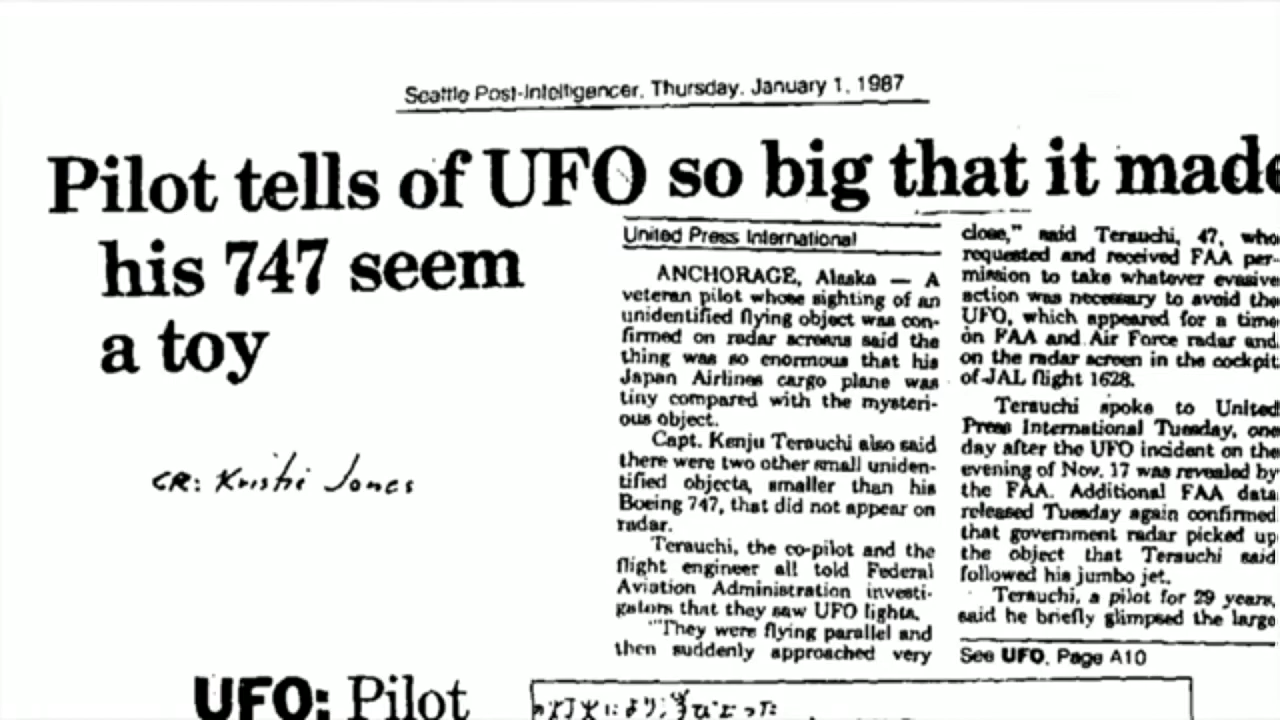 Seattle Post-Intelligencer, Thursday, January 1, 1987
Pilot tells of UFO so big that it made
his 747 seem
a toy
CR: Kristie Jones
United Press International
ANCHORAGE, Alaska — A
veteran pilot whose sighting of an
unidentified flying object was con-
firmed on radar screens said the
thing was so enormous that his
Japan Airlines cargo plane was
tiny compared with the mysteri-
ous object.
Capt. Kenju Terauchi also said
there were two other small uniden-
tified objects, smaller than his
Boeing 747, that did not appear on
radar.
Terauchi, the co-pilot and the
flight engineer all told Federal
Aviation Administration investi-
gators that they saw UFO lights.
"They were flying parallel and
then suddenly approached very
close," said Terauchi, 47, who
requested and received FAA per-
mission to take whatever evasive
action was necessary to avoid the
UFO, which appeared for a time
on FAA and Air Force radar and
on the radar screen in the cockpit
of JAL flight 1628.
Terauchi spoke to United
Press International Tuesday, one
day after the UFO incident on the
evening of Nov. 17 was revealed by
the FAA. Additional FAA data
released Tuesday again confirmed
that government radar picked up
the object that Terauchi said
followed his jumbo jet.
Terauchi, a pilot for 29 years,
said he briefly glimpsed the large
See UFO, Page A10
UFO: Pilot